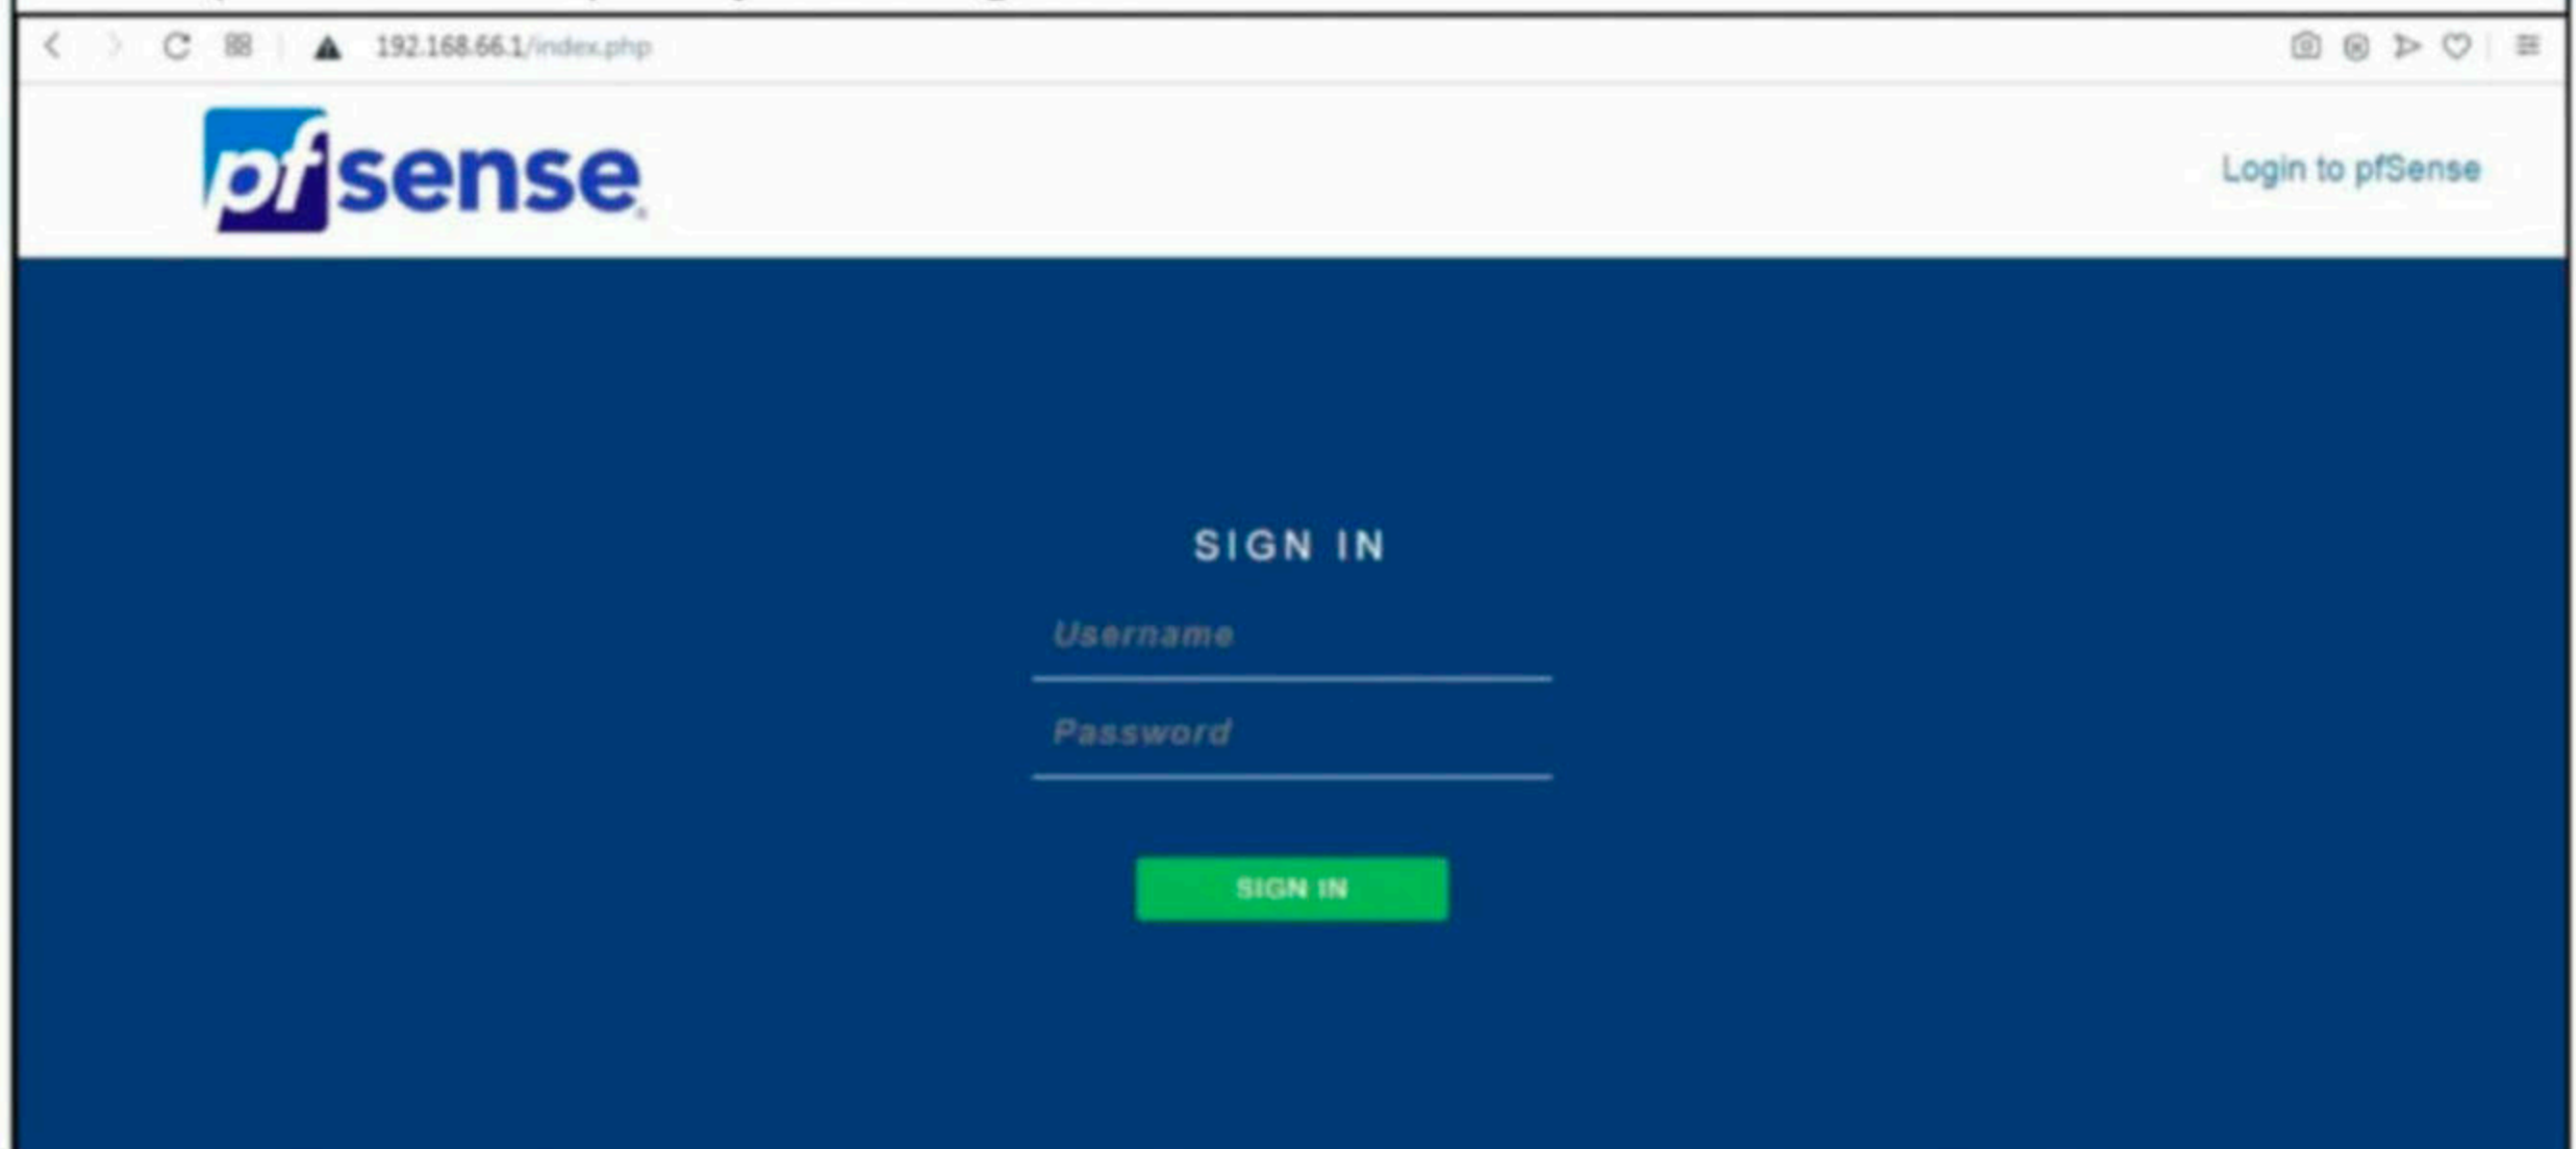 192.168.66.1/index.php
pfsense
Login to pfSense
SIGN IN
Username
Password
SIGN IN